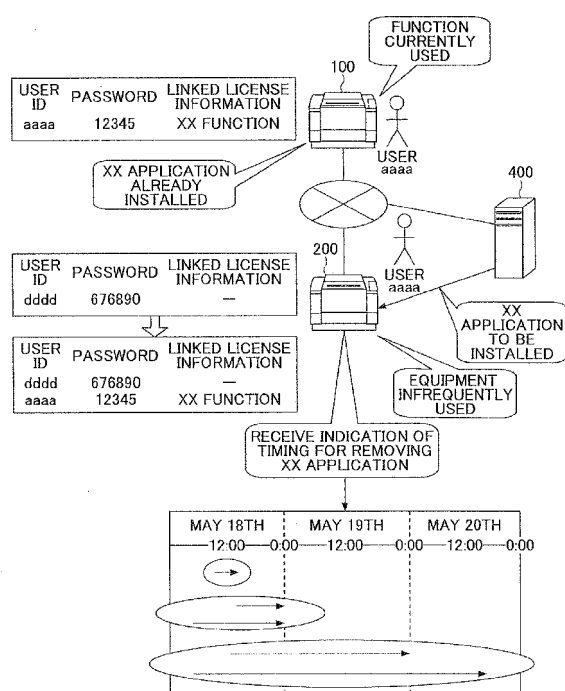 FUNCTION
CURRENTLY
USED
100
USER ID PASSWORD LINKED LICENSE INFORMATION
aaaa 12345 XX FUNCTION
USER
aaaa
XX APPLICATION
ALREADY
INSTALLED
400
200
USER
aaaa
USER ID PASSWORD LINKED LICENSE INFORMATION
dddd 676890 —
XX
APPLICATION
TO BE
INSTALLED
USER ID PASSWORD LINKED LICENSE INFORMATION
dddd 676890 —
aaaa 12345 XX FUNCTION
EQUIPMENT
INFREQUENTLY
USED
RECEIVE INDICATION OF
TIMING FOR REMOVING
XX APPLICATION
MAY 18TH MAY 19TH MAY 20TH
12:00 0:00 12:00 0:00 12:00 0:00